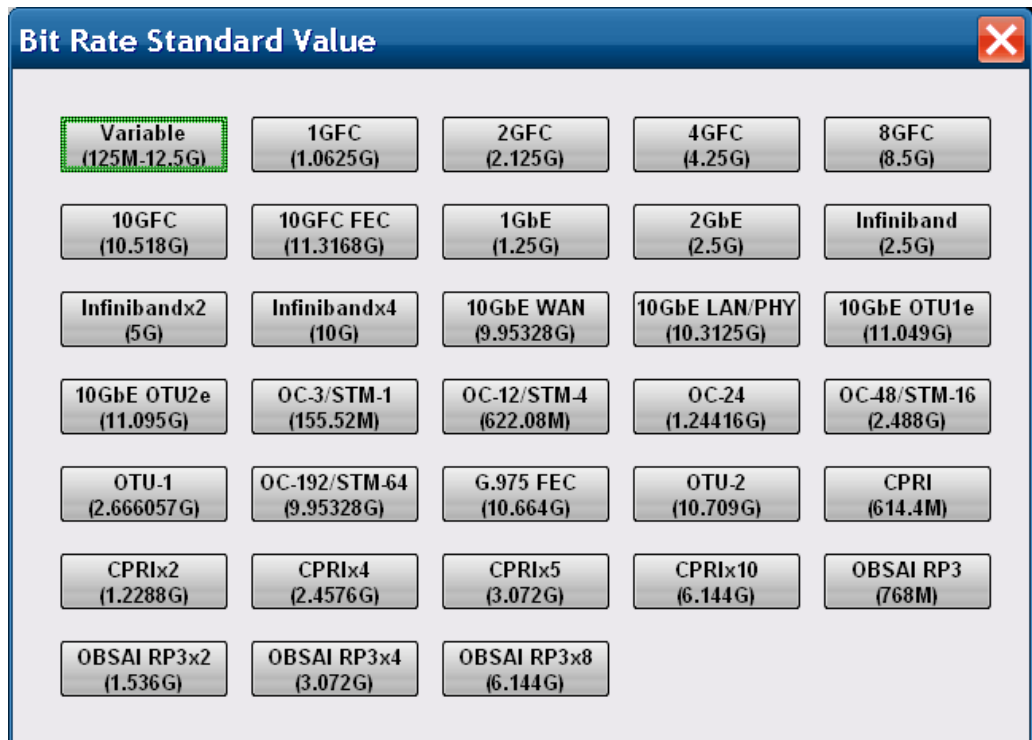 Bit Rate Standard Value
Variable
(125M-12.5G)
1GFC
(1.0625G)
2GFC
(2.125G)
4GFC
(4.25G)
8GFC
(8.5G)
10GFC
(10.518G)
10GFC FEC
(11.3168G)
1GbE
(1.25G)
2GbE
(2.5G)
Infiniband
(2.5G)
Infinibandx2
(5G)
Infinibandx4
(10G)
10GbE WAN
(9.95328G)
10GbE LAN/PHY
(10.3125G)
10GbE OTU1e
(11.049G)
10GbE OTU2e
(11.095G)
OC-3/STM-1
(155.52M)
OC-12/STM-4
(622.08M)
OC-24
(1.24416G)
OC-48/STM-16
(2.488G)
OTU-1
(2.666057G)
OC-192/STM-64
(9.95328G)
G.975 FEC
(10.664G)
OTU-2
(10.709G)
CPRI
(614.4M)
CPRIx2
(1.2288G)
CPRIx4
(2.4576G)
CPRIx5
(3.072G)
CPRIx10
(6.144G)
OBSAI RP3
(768M)
OBSAI RP3x2
(1.536G)
OBSAI RP3x4
(3.072G)
OBSAI RP3x8
(6.144G)